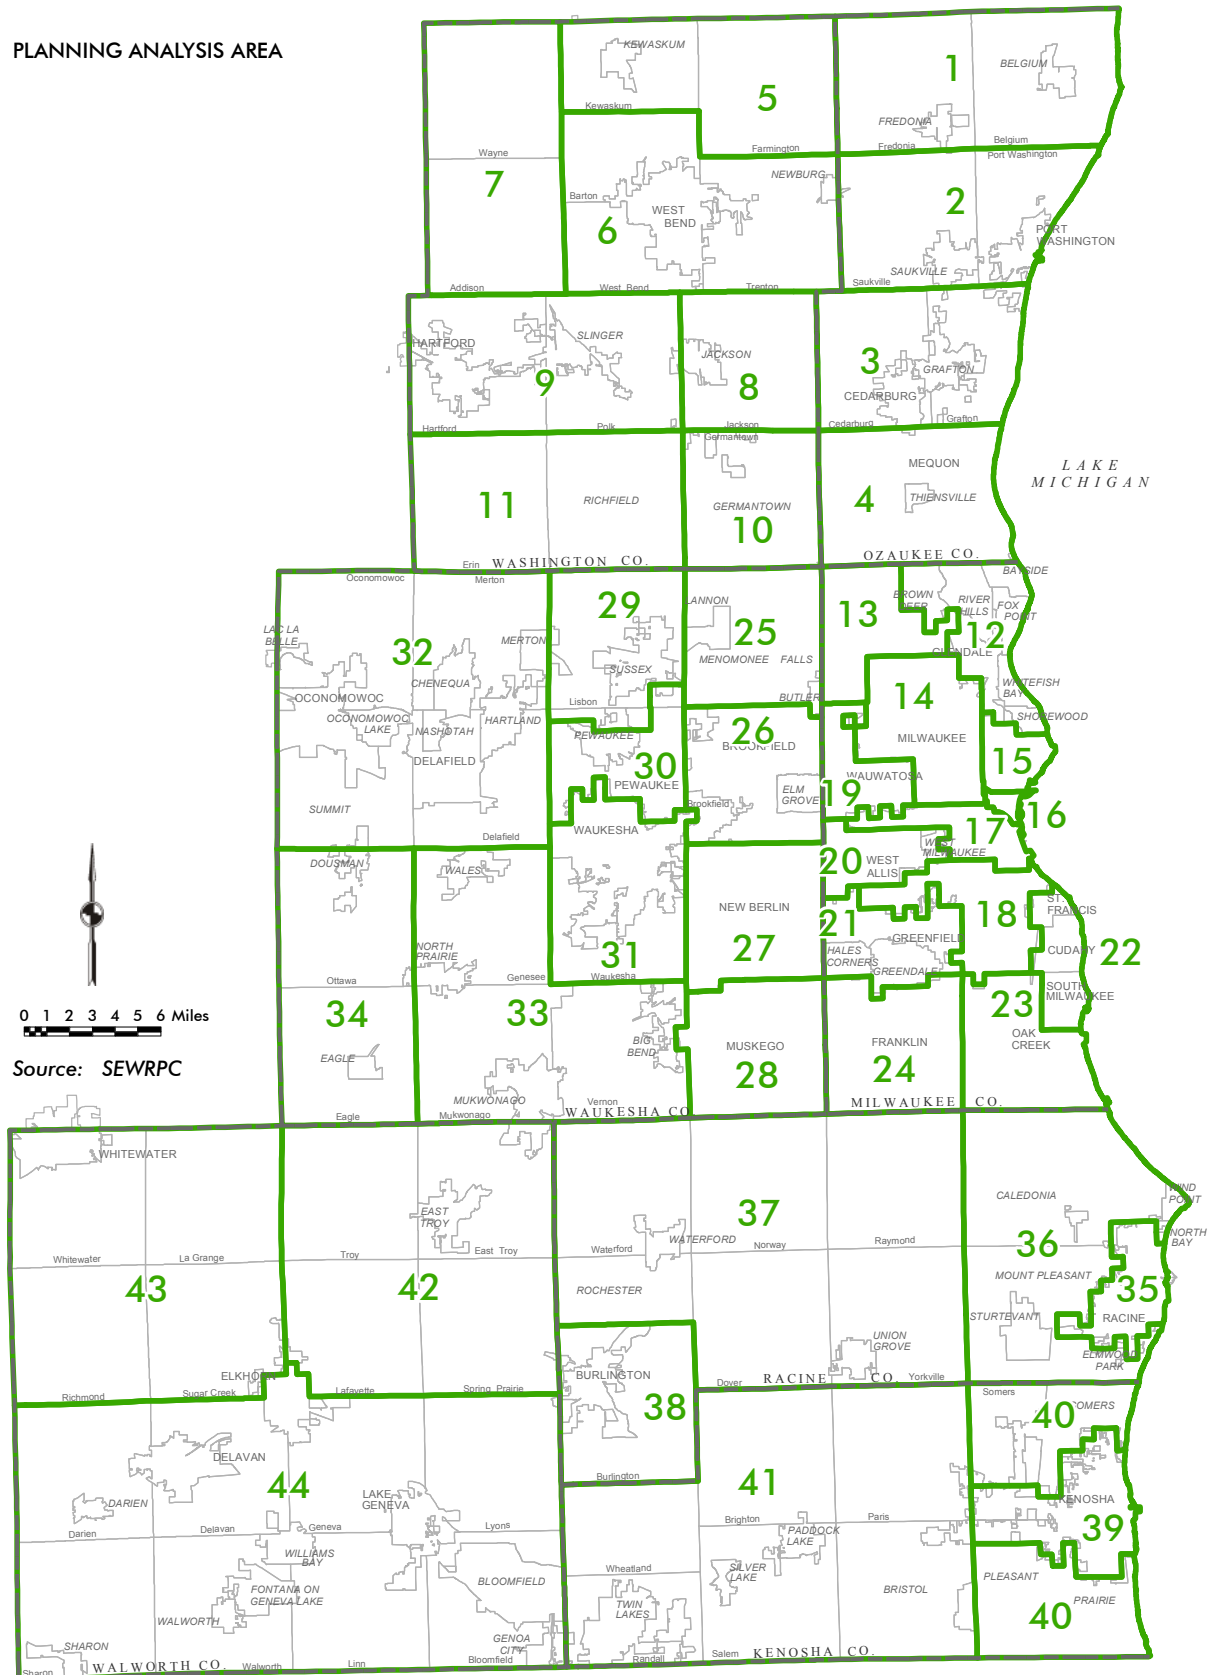 PLANNING ANALYSIS AREA
KEWASKUM
1
BELGIUM
5
Kewaskum
FREDONIA
Wayne
Farmington
Fredonia
Belgium
Port Washington
7
NEWBURG
Barton
2
WEST
BEND
6
PORT
WASHINGTON
SAUKVILLE
Addison
West Bend
Trenton
Saukville
HARTFORD
SLINGER
JACKSON
3
GRAFTON
9
8
CEDARBURG
Hartford
Polk
Jackson
Germantown
Cedarburg
Grafton
MEQUON
LAKE
MICHIGAN
11
RICHFIELD
GERMANTOWN
10
4
THIENSVILLE
Erin
WASHINGTON CO.
OZAUKEE CO.
Oconomowoc
Merton
BAYSIDE
29
LANNON
13
BROWN
DEER
RIVER
HILLS
FOX
POINT
LAC LA
BELLE
32
MERTON
25
12
GLENDALE
SUSSEX
MENOMONEE FALLS
CHENEQUA
14
WHITEFISH
BAY
OCONOMOWOC
Lisbon
BUTLER
OCONOMOWOC
LAKE
NASHOTAH
HARTLAND
SHOREWOOD
PEWAUKEE
26
BROOKFIELD
MILWAUKEE
DELAFIELD
30
PEWAUKEE
15
WAUWATOSA
SUMMIT
Brookfield
ELM
GROVE
19
16
WAUKESHA
17
Delafield
WEST
MILWAUKEE
DOUSMAN
WALES
20
WEST
ALLIS
NEW BERLIN
18
ST.
FRANCIS
21
GREENFIELD
NORTH
PRAIRIE
31
27
HALES
CORNERS
GREENDALE
CUDAHY
22
Ottawa
Genesee
Waukesha
SOUTH
MILWAUKEE
34
33
23
0 1 2 3 4 5 6 Miles
OAK
CREEK
EAGLE
BIG
BEND
MUSKEGO
FRANKLIN
Source: SEWRPC
28
24
MUKWONAGO
Vernon
Eagle
Mukwonago
WAUKESHA CO
MILWAUKEE CO.
WHITEWATER
WIND
POINT
CALEDONIA
EAST
TROY
37
WATERFORD
NORTH
BAY
Whitewater
La Grange
Troy
East Troy
Waterford
Norway
Raymond
36
43
42
ROCHESTER
MOUNT PLEASANT
35
STURTEVANT
RACINE
UNION
GROVE
ELMWOOD
PARK
ELKHORN
BURLINGTON
Richmond
Sugar Creek
Lafayette
Spring Prairie
Dover
RACINE CO.
Yorkville
Somers
38
40
SOMERS
DELAVAN
44
Burlington
41
DARIEN
LAKE
GENEVA
KENOSHA
Darien
Delavan
Geneva
Lyons
Brighton
Paris
39
PADDOCK
LAKE
WILLIAMS
BAY
Wheatland
SILVER
LAKE
BLOOMFIELD
PLEASANT
PRAIRIE
FONTANA ON
GENEVA LAKE
BRISTOL
TWIN
LAKES
40
WALWORTH
SHARON
GENOA
CITY
Sharon
WALWORTH CO.
Walworth
Linn
Bloomfield
Randall
Salem
KENOSHA CO.